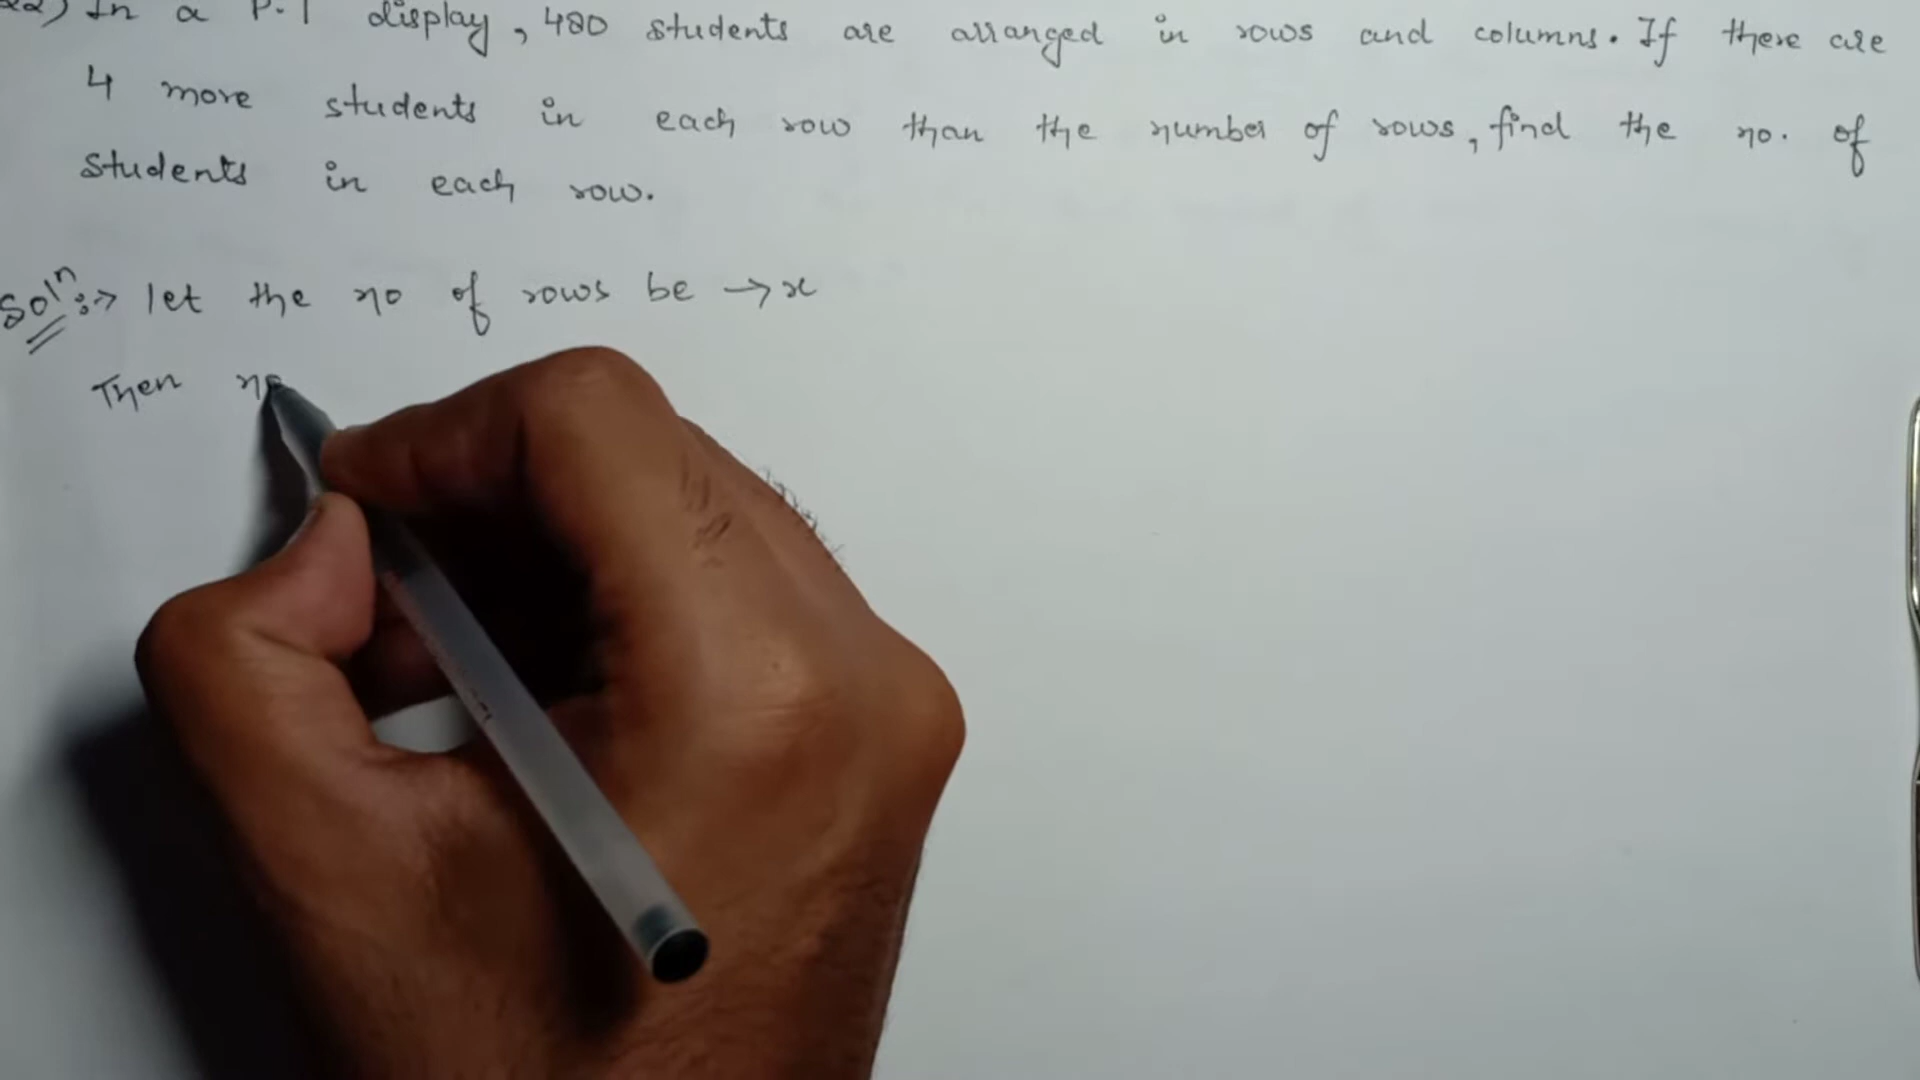 22) In a P.T display, 480 students are arranged in rows and columns. If there are
4 more students in each row than the number of rows, find the no. of
students in each row.
Soln :→ let the no of rows be → x
Then no